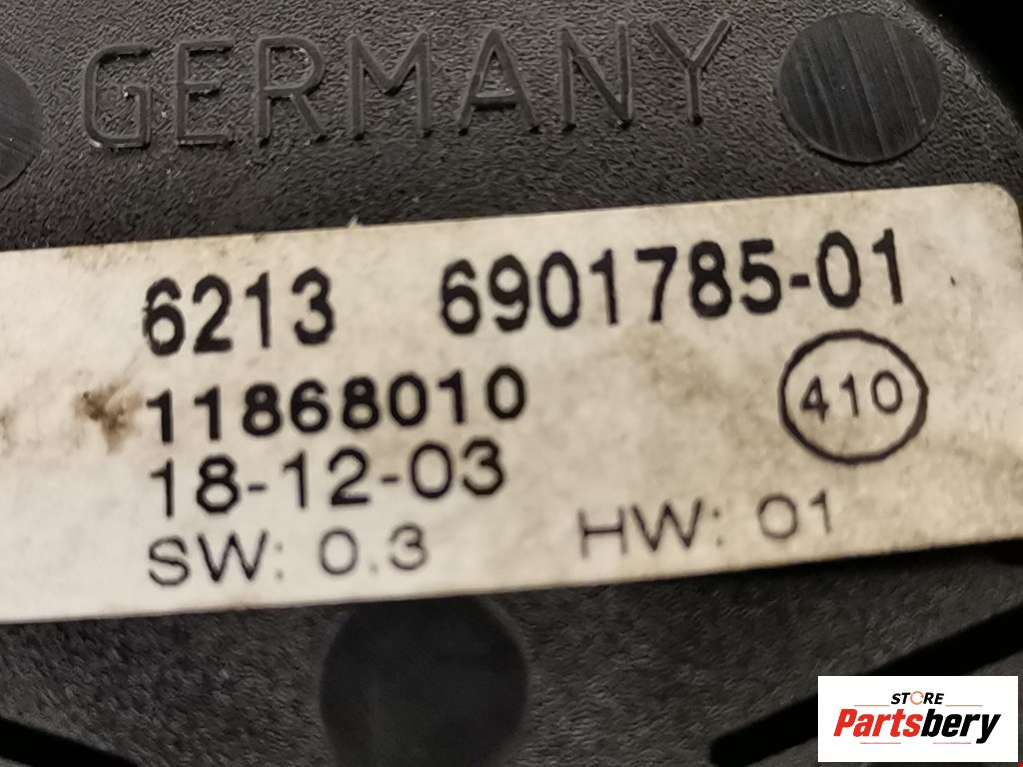 GERMANY
6213 6901785-01
11868010
410
18-12-03
SW: 0.3 HW: 01
STORE
Partsbery